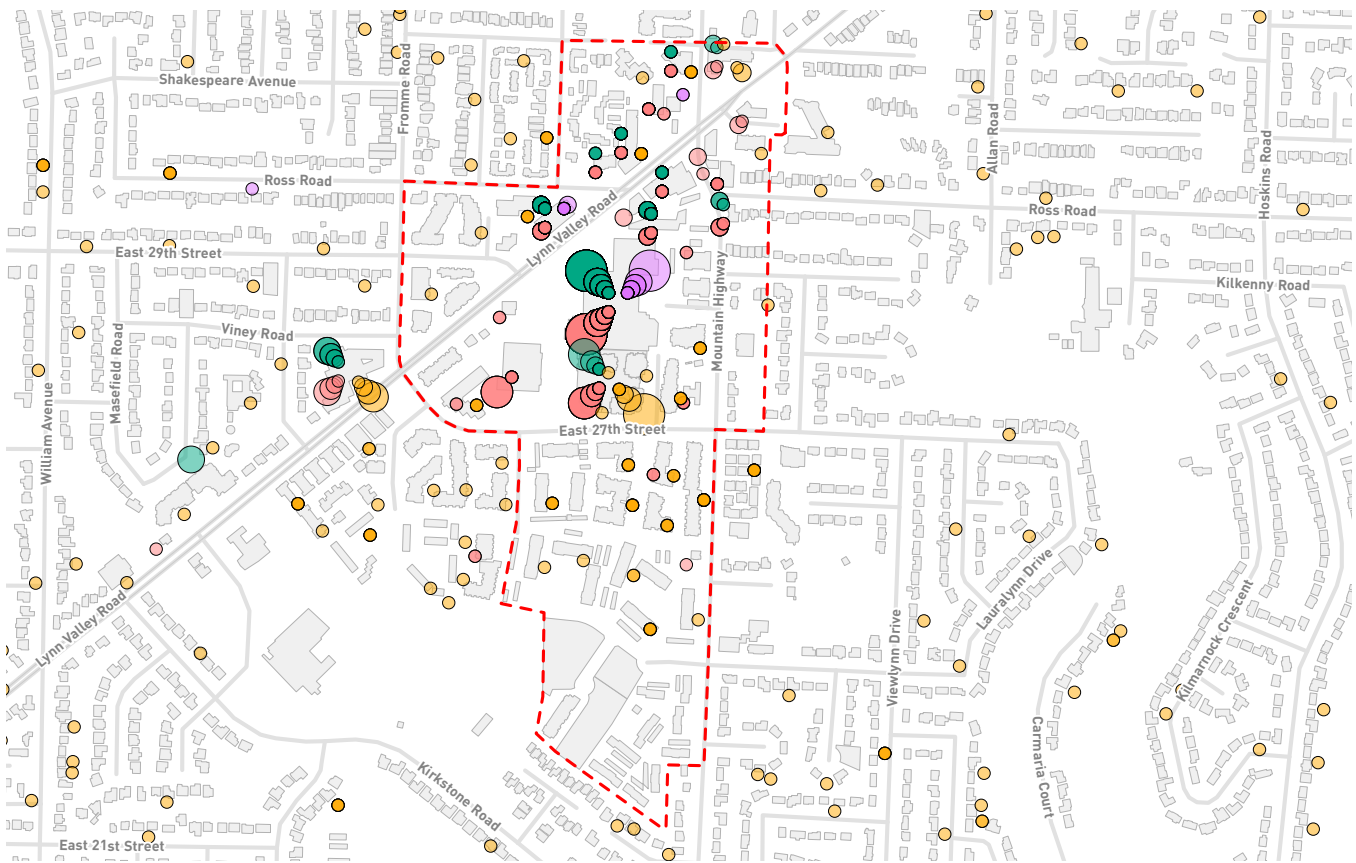 Shakespeare Avenue
Fromme Road
Allan Road
Hoskins Road
Ross Road
Ross Road
Lynn Valley Road
East 29th Street
Mountain Highway
Kilkenny Road
Viney Road
Masefield Road
William Avenue
East 27th Street
Lauralynn Drive
Lynn Valley Road
Viewlynn Drive
Kilmarnock Crescent
Carmaria Court
Kirkstone Road
East 21st Street